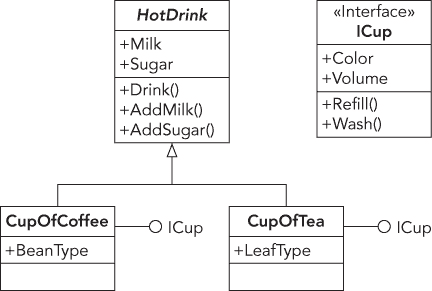 HotDrink
+Milk
+Sugar
+Drink()
+AddMilk()
+AddSugar()
«Interface»
ICup
+Color
+Volume
+Refill()
+Wash()
CupOfCoffee
+BeanType
ICup
CupOfTea
+LeafType
ICup